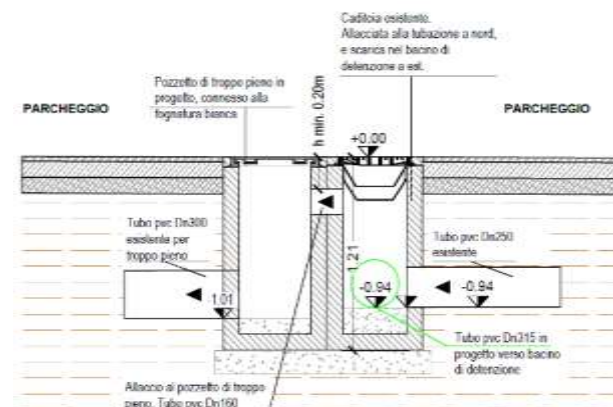 Caditoia esistente.
Allacciata alla tubazione a nord,
e scarica nel bacino di
detenzione a est.
Pozzetto di troppo pieno in
progetto, connesso alla
fognatura bianca
h min. 0.20m
PARCHEGGIO
PARCHEGGIO
+0.00
Tubo pvc Dn300
esistente per
troppo pieno
Tubo pvc Dn250
esistente
1.21
1.01
-0.94
-0.94
Tubo pvc Dn315 in
progetto verso bacino
di detenzione
Allaccio al pozzetto di troppo
pieno. Tubo pvc Dn160